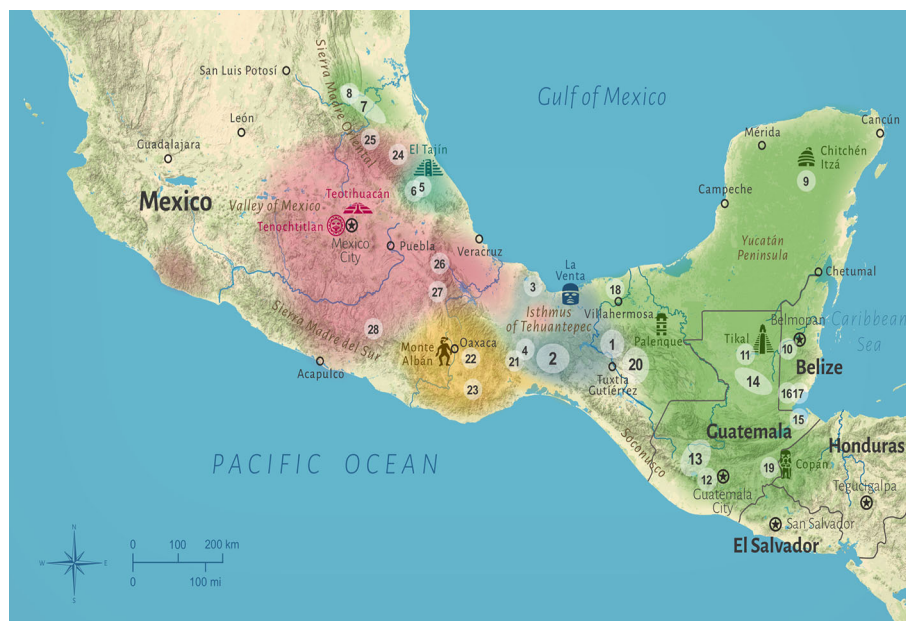 San Luis Potosí
Sierra Madre Oriental
Gulf of Mexico
8
7
León
Guadalajara
25
24
El Tajín
Mérida
Cancún
Chitchén
Itzá
9
Mexico
Valley of Mexico
Teotihuacán
6 5
Campeche
Tenochtitlan
Mexico
City
Puebla
Veracruz
Yucatán
Peninsula
26
27
La
Venta
3
18
Chetumal
Isthmus
of Tehuantepec
Villahermosa
Palenque
Belmopan
Caribbean
Sea
Sierra Madre del Sur
28
Monte
Albán
Oaxaca
22
21
4
2
1
20
Tikal
11
10
Belize
Acapulco
23
Tuxtla
Gutiérrez
14
16 17
15
Guatemala
Honduras
PACIFIC OCEAN
Soconusco
13
12
Guatemala
City
19
Copán
Tegucigalpa
San Salvador
El Salvador
N
W
E
S
0
100
200 km
0
100 mi